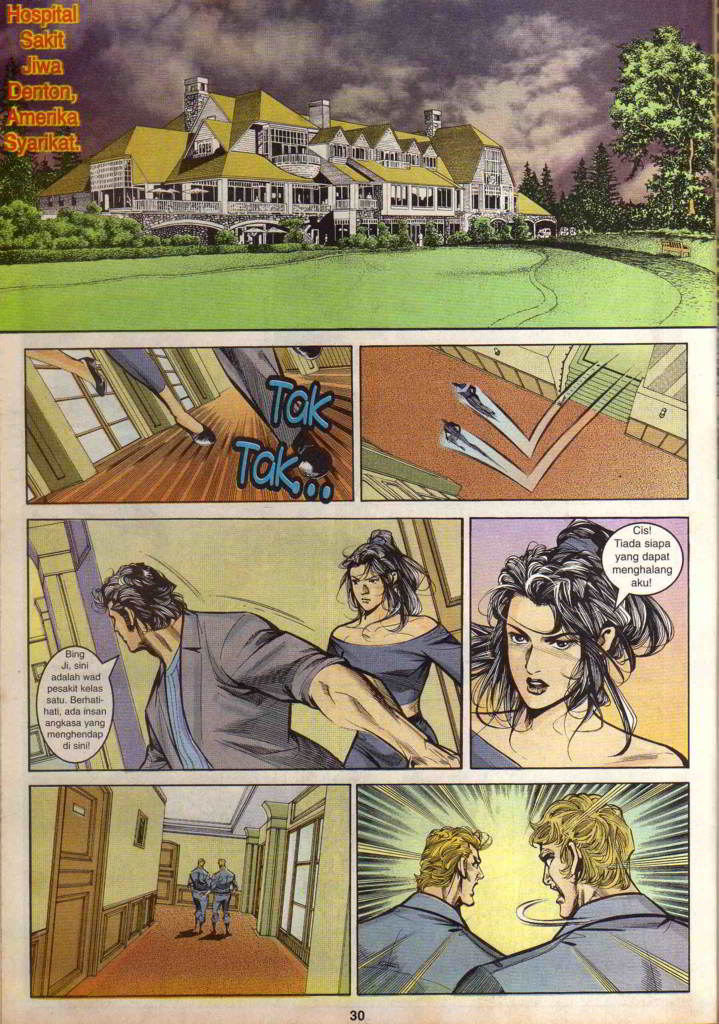 Hospital
Sakit
Jiwa
Denton,
Amerika
Syarikat.
Tak
Tak...
Bing
Ji, sini
adalah wad
pesakit kelas
satu. Berhati-
hati, ada insan
angkasa yang
menghendap
di sini!
Cis!
Tiada siapa
yang dapat
menghalang
aku!
30